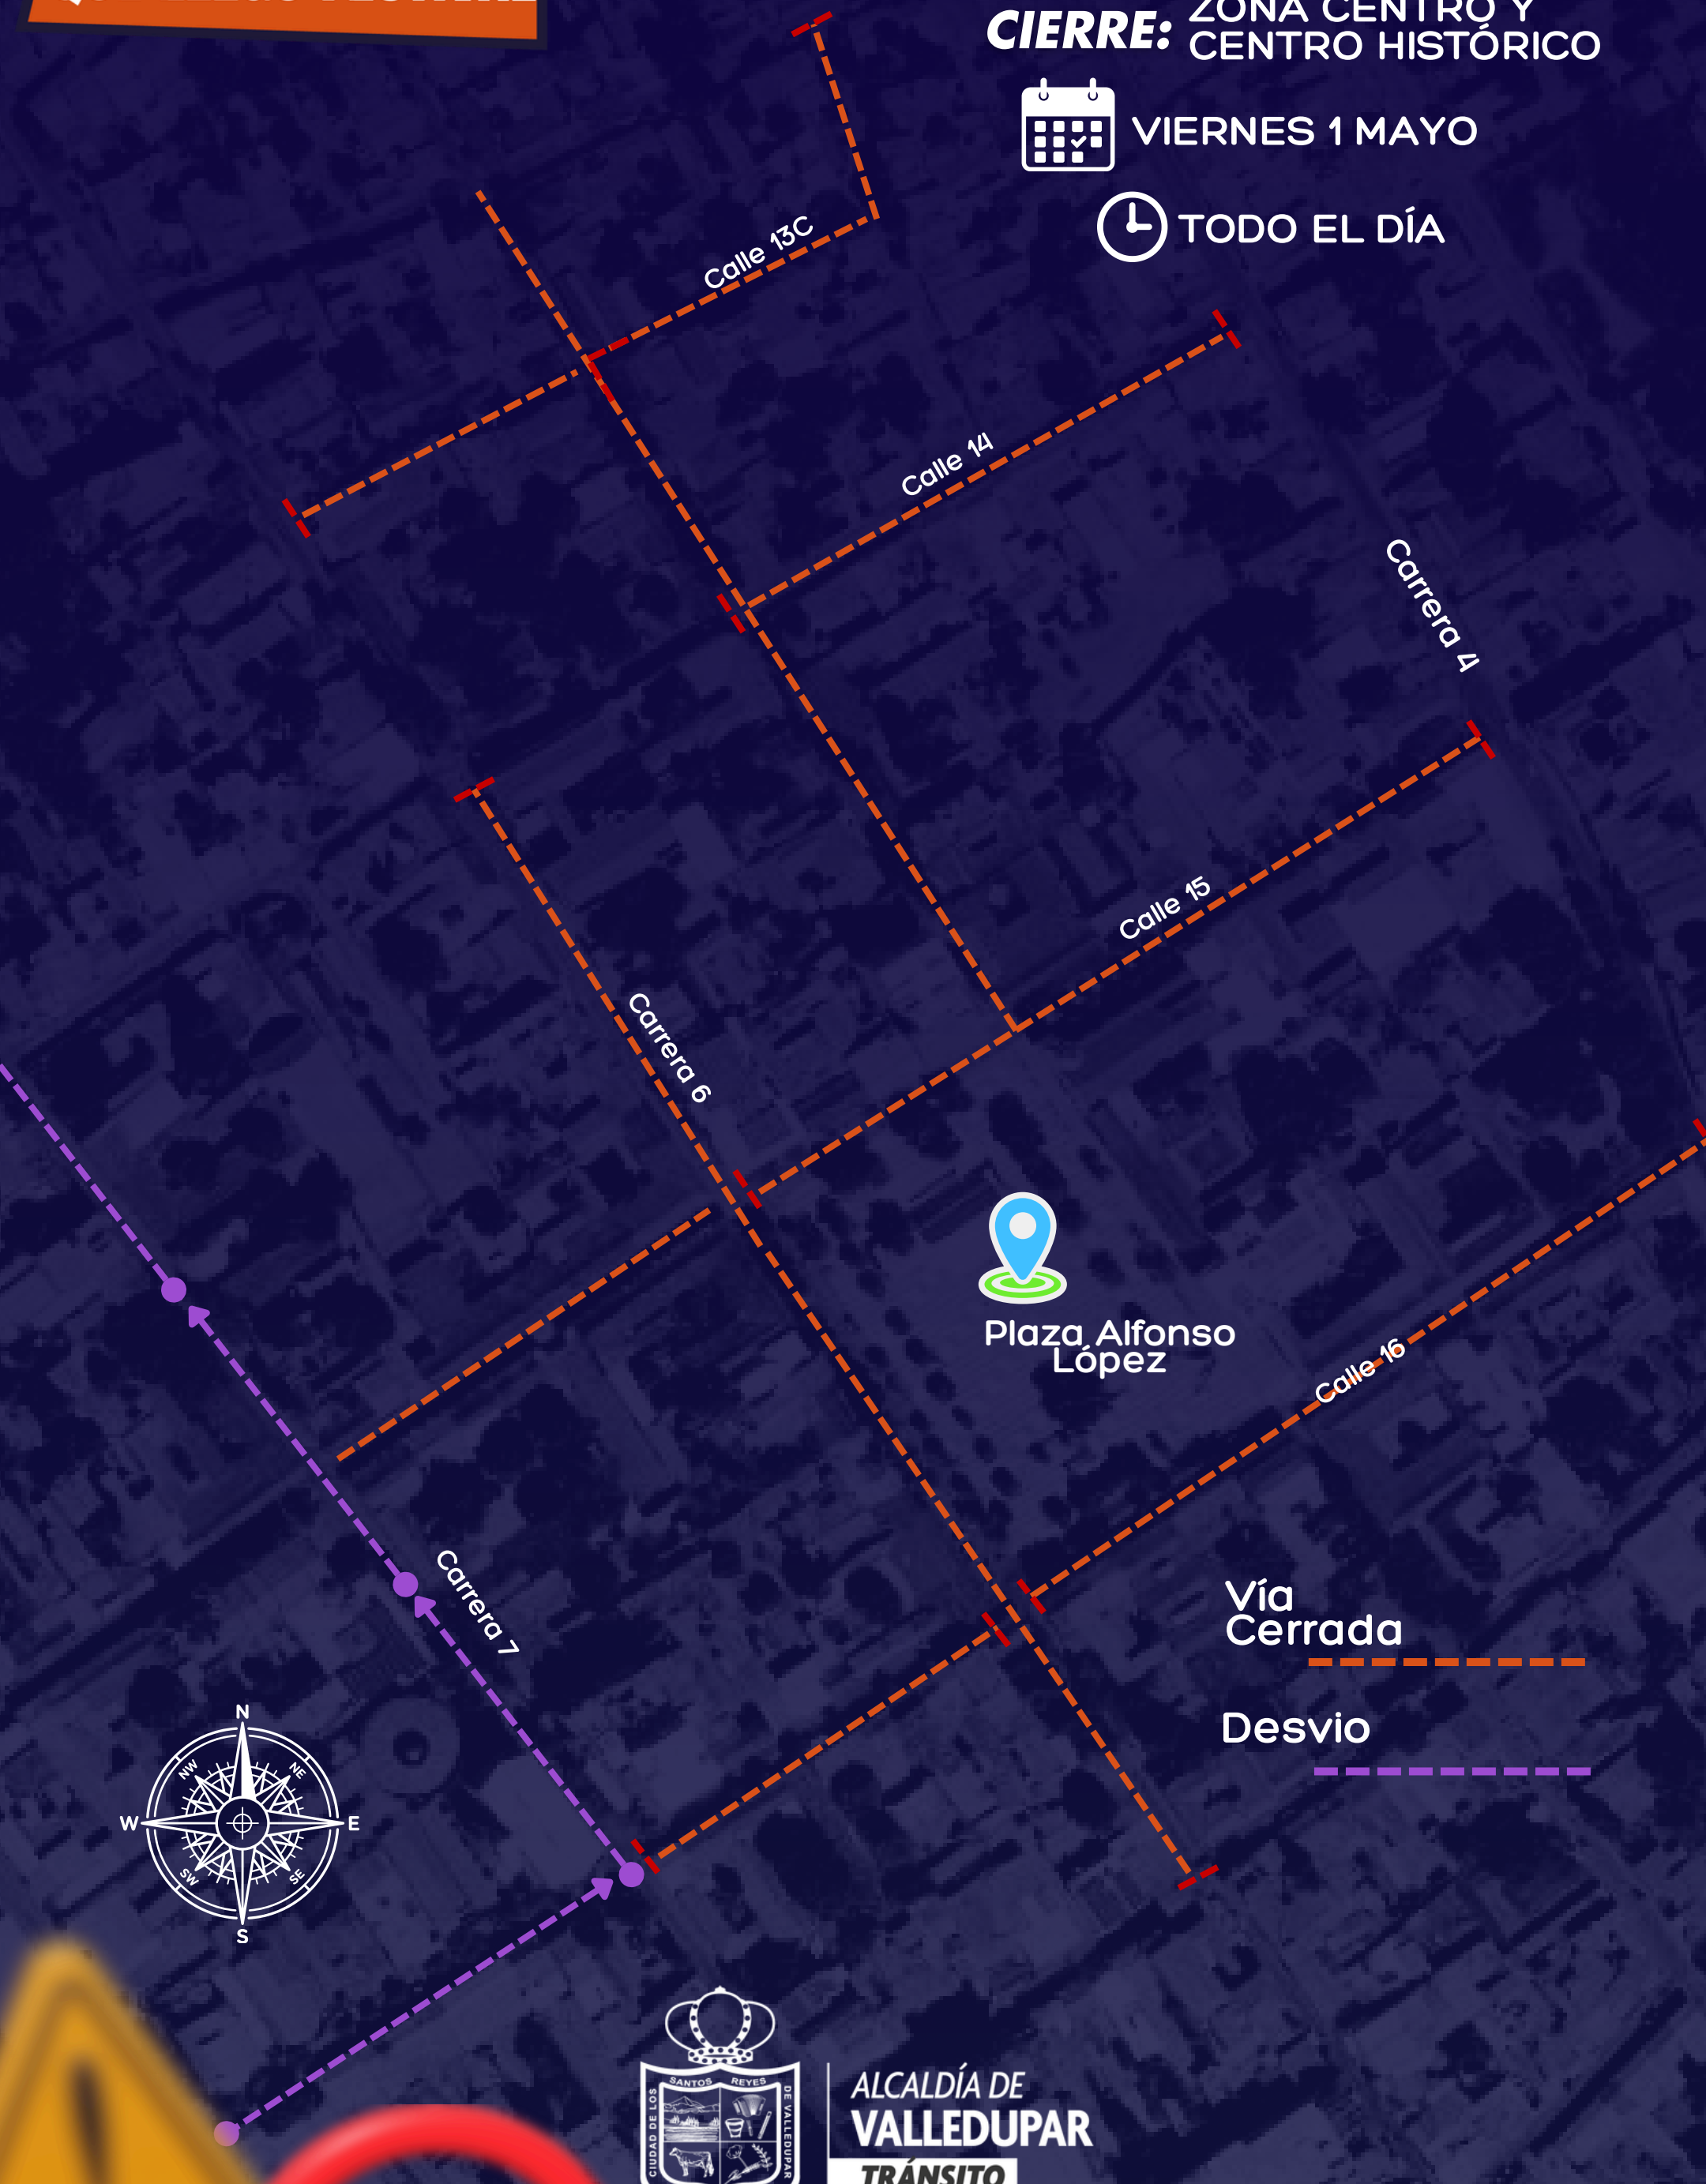 CIERRE:
ZONA CENTRO Y
CENTRO HISTÓRICO
VIERNES 1 MAYO
TODO EL DÍA
Calle 13C
Calle 14
Carrera 4
Calle 15
Carrera 6
Plaza Alfonso
López
Calle 16
Carrera 7
Vía
Cerrada
Desvio
N
NW
NE
W
E
SW
SE
S
SANTOS REYES
CIUDAD DE LOS
DE VALLEDUPAR
ALCALDÍA DE
VALLEDUPAR
TRÁNSITO